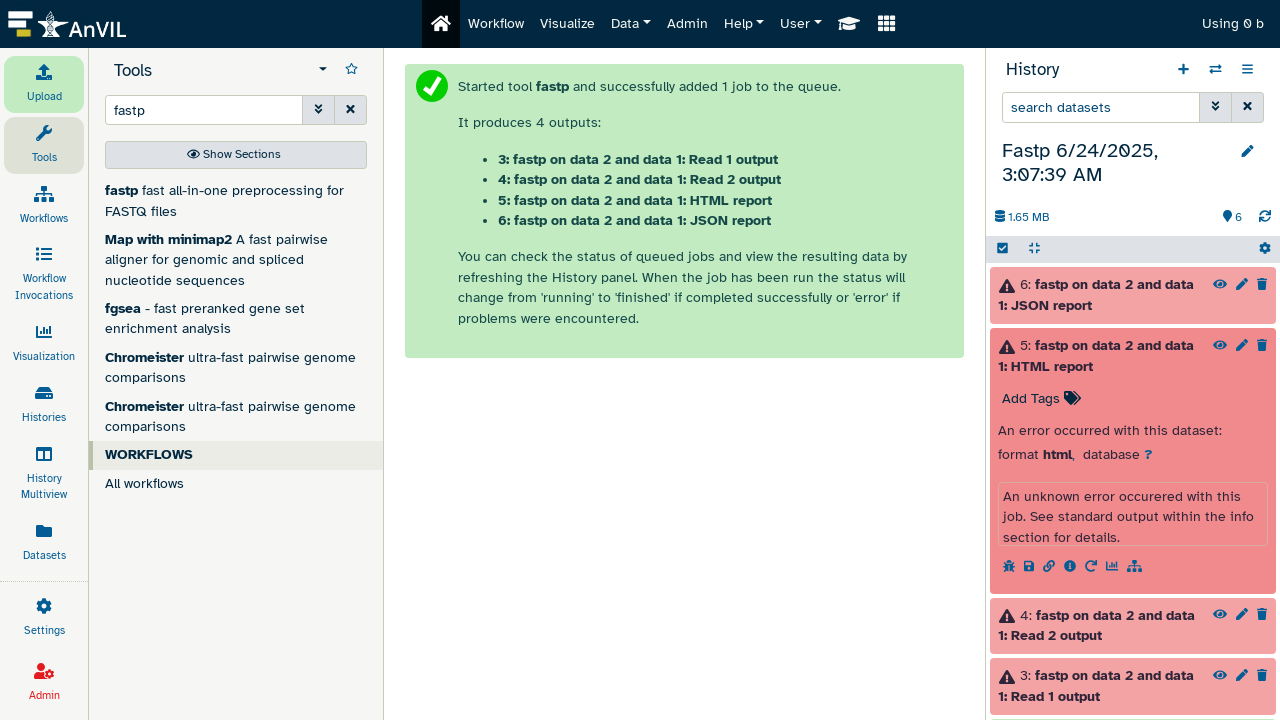 AnVIL
Workflow
Visualize
Data
Admin
Help
User
Using 0 b
Upload
Tools
Workflows
Workflow
Invocations
Visualization
Histories
History
Multiview
Datasets
Settings
Admin
Tools
fastp
Show Sections
fastp fast all-in-one preprocessing for
FASTQ files
Map with minimap2 A fast pairwise
aligner for genomic and spliced
nucleotide sequences
fgsea - fast preranked gene set
enrichment analysis
Chromeister ultra-fast pairwise genome
comparisons
Chromeister ultra-fast pairwise genome
comparisons
WORKFLOWS
All workflows
Started tool fastp and successfully added 1 job to the queue.
It produces 4 outputs:
• 3: fastp on data 2 and data 1: Read 1 output
• 4: fastp on data 2 and data 1: Read 2 output
• 5: fastp on data 2 and data 1: HTML report
• 6: fastp on data 2 and data 1: JSON report
You can check the status of queued jobs and view the resulting data by
refreshing the History panel. When the job has been run the status will
change from 'running' to 'finished' if completed successfully or 'error' if
problems were encountered.
History
search datasets
Fastp 6/24/2025,
3:07:39 AM
1.65 MB
6
6: fastp on data 2 and data
1: JSON report
5: fastp on data 2 and data
1: HTML report
Add Tags
An error occurred with this dataset:
format html, database ?
An unknown error occurered with this
job. See standard output within the info
section for details.
4: fastp on data 2 and data
1: Read 2 output
3: fastp on data 2 and data
1: Read 1 output